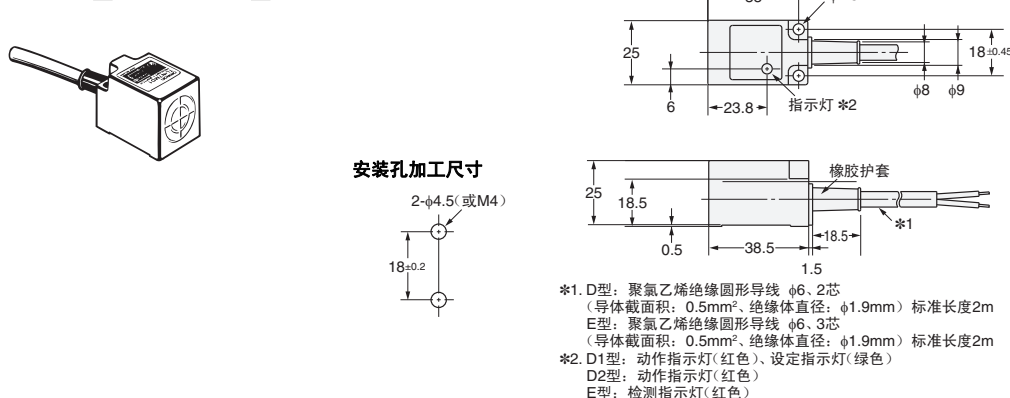 25
18±0.45
6
23.8
指示灯 *2
φ8
φ9
安装孔加工尺寸
2-φ4.5(或M4)
18±0.2
橡胶护套
25
18.5
*1
0.5
38.5
18.5
1.5
*1. D型：聚氯乙烯绝缘圆形导线 φ6、2芯
（导体截面积：0.5mm²、绝缘体直径：φ1.9mm）标准长度2m
E型：聚氯乙烯绝缘圆形导线 φ6、3芯
（导体截面积：0.5mm²、绝缘体直径：φ1.9mm）标准长度2m
*2. D1型：动作指示灯(红色)、设定指示灯(绿色)
D2型：动作指示灯(红色)
E型：检测指示灯(红色)